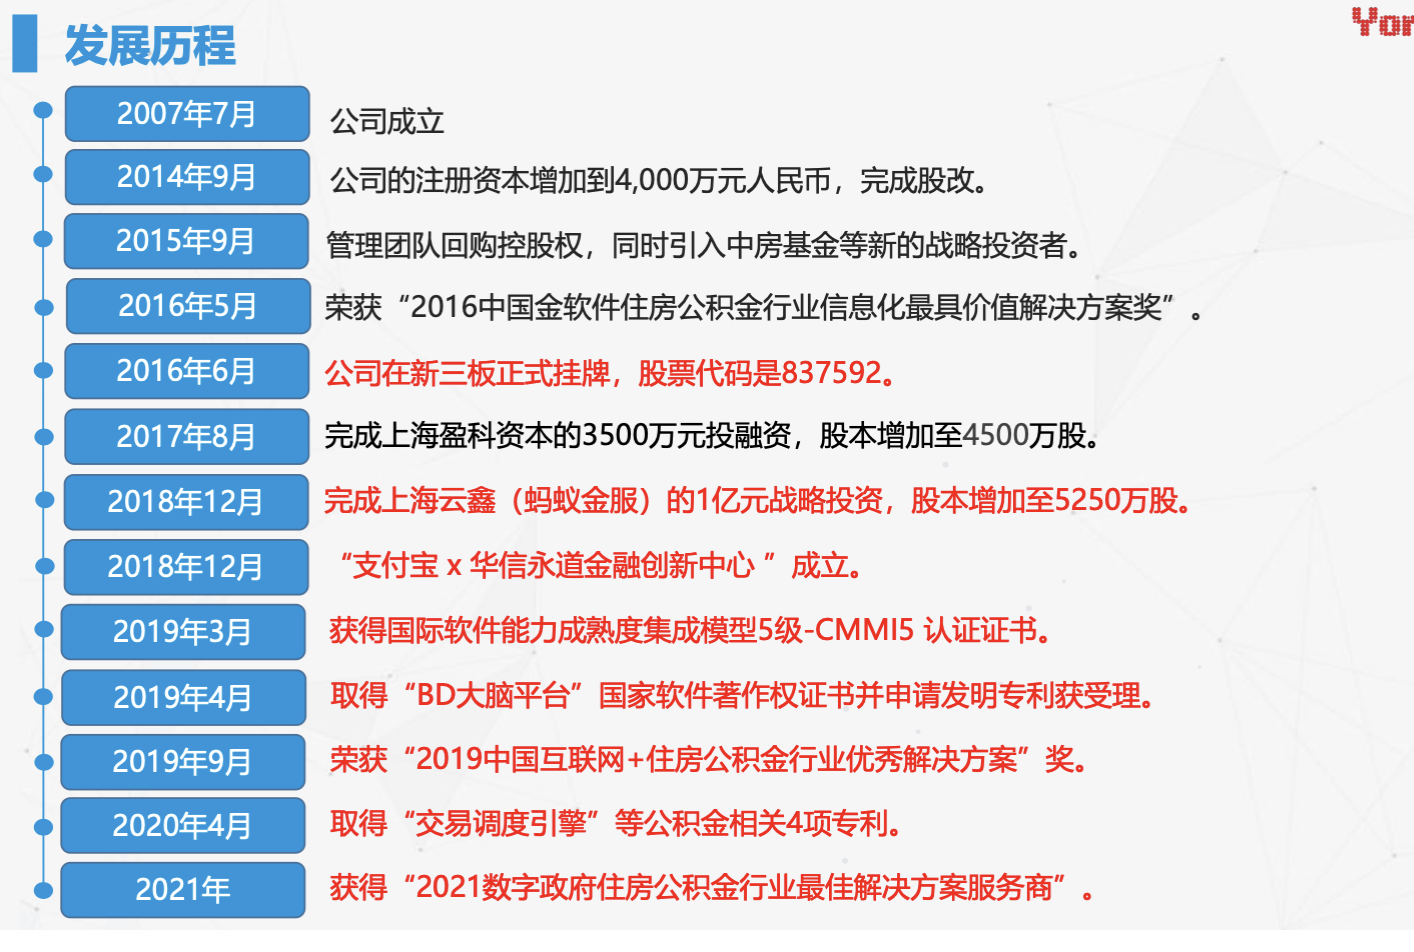 发展历程
Yon
2007年7月
公司成立
2014年9月
公司的注册资本增加到4,000万元人民币，完成股改。
2015年9月
管理团队回购控股权，同时引入中房基金等新的战略投资者。
2016年5月
荣获“2016中国金软件住房公积金行业信息化最具价值解决方案奖”。
2016年6月
公司在新三板正式挂牌，股票代码是837592。
2017年8月
完成上海盈科资本的3500万元投融资，股本增加至4500万股。
2018年12月
完成上海云鑫（蚂蚁金服）的1亿元战略投资，股本增加至5250万股。
2018年12月
“支付宝 x 华信永道金融创新中心 ”成立。
2019年3月
获得国际软件能力成熟度集成模型5级-CMMI5 认证证书。
2019年4月
取得“BD大脑平台”国家软件著作权证书并申请发明专利获受理。
2019年9月
荣获“2019中国互联网+住房公积金行业优秀解决方案”奖。
2020年4月
取得“交易调度引擎”等公积金相关4项专利。
2021年
获得“2021数字政府住房公积金行业最佳解决方案服务商”。